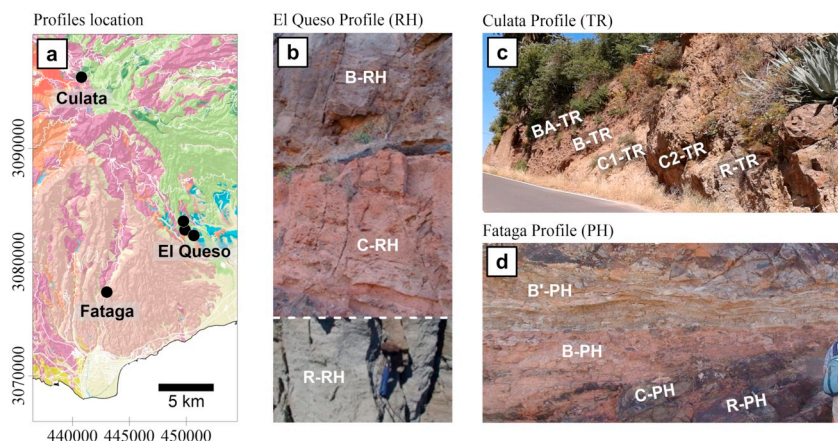 Profiles location
a
Culata
El Queso
Fataga
5 km
3090000
3080000
3070000
440000 445000 450000
El Queso Profile (RH)
b
B-RH
C-RH
R-RH
Culata Profile (TR)
c
BA-TR
B-TR
C1-TR
C2-TR
R-TR
Fataga Profile (PH)
d
B'-PH
B-PH
C-PH
R-PH